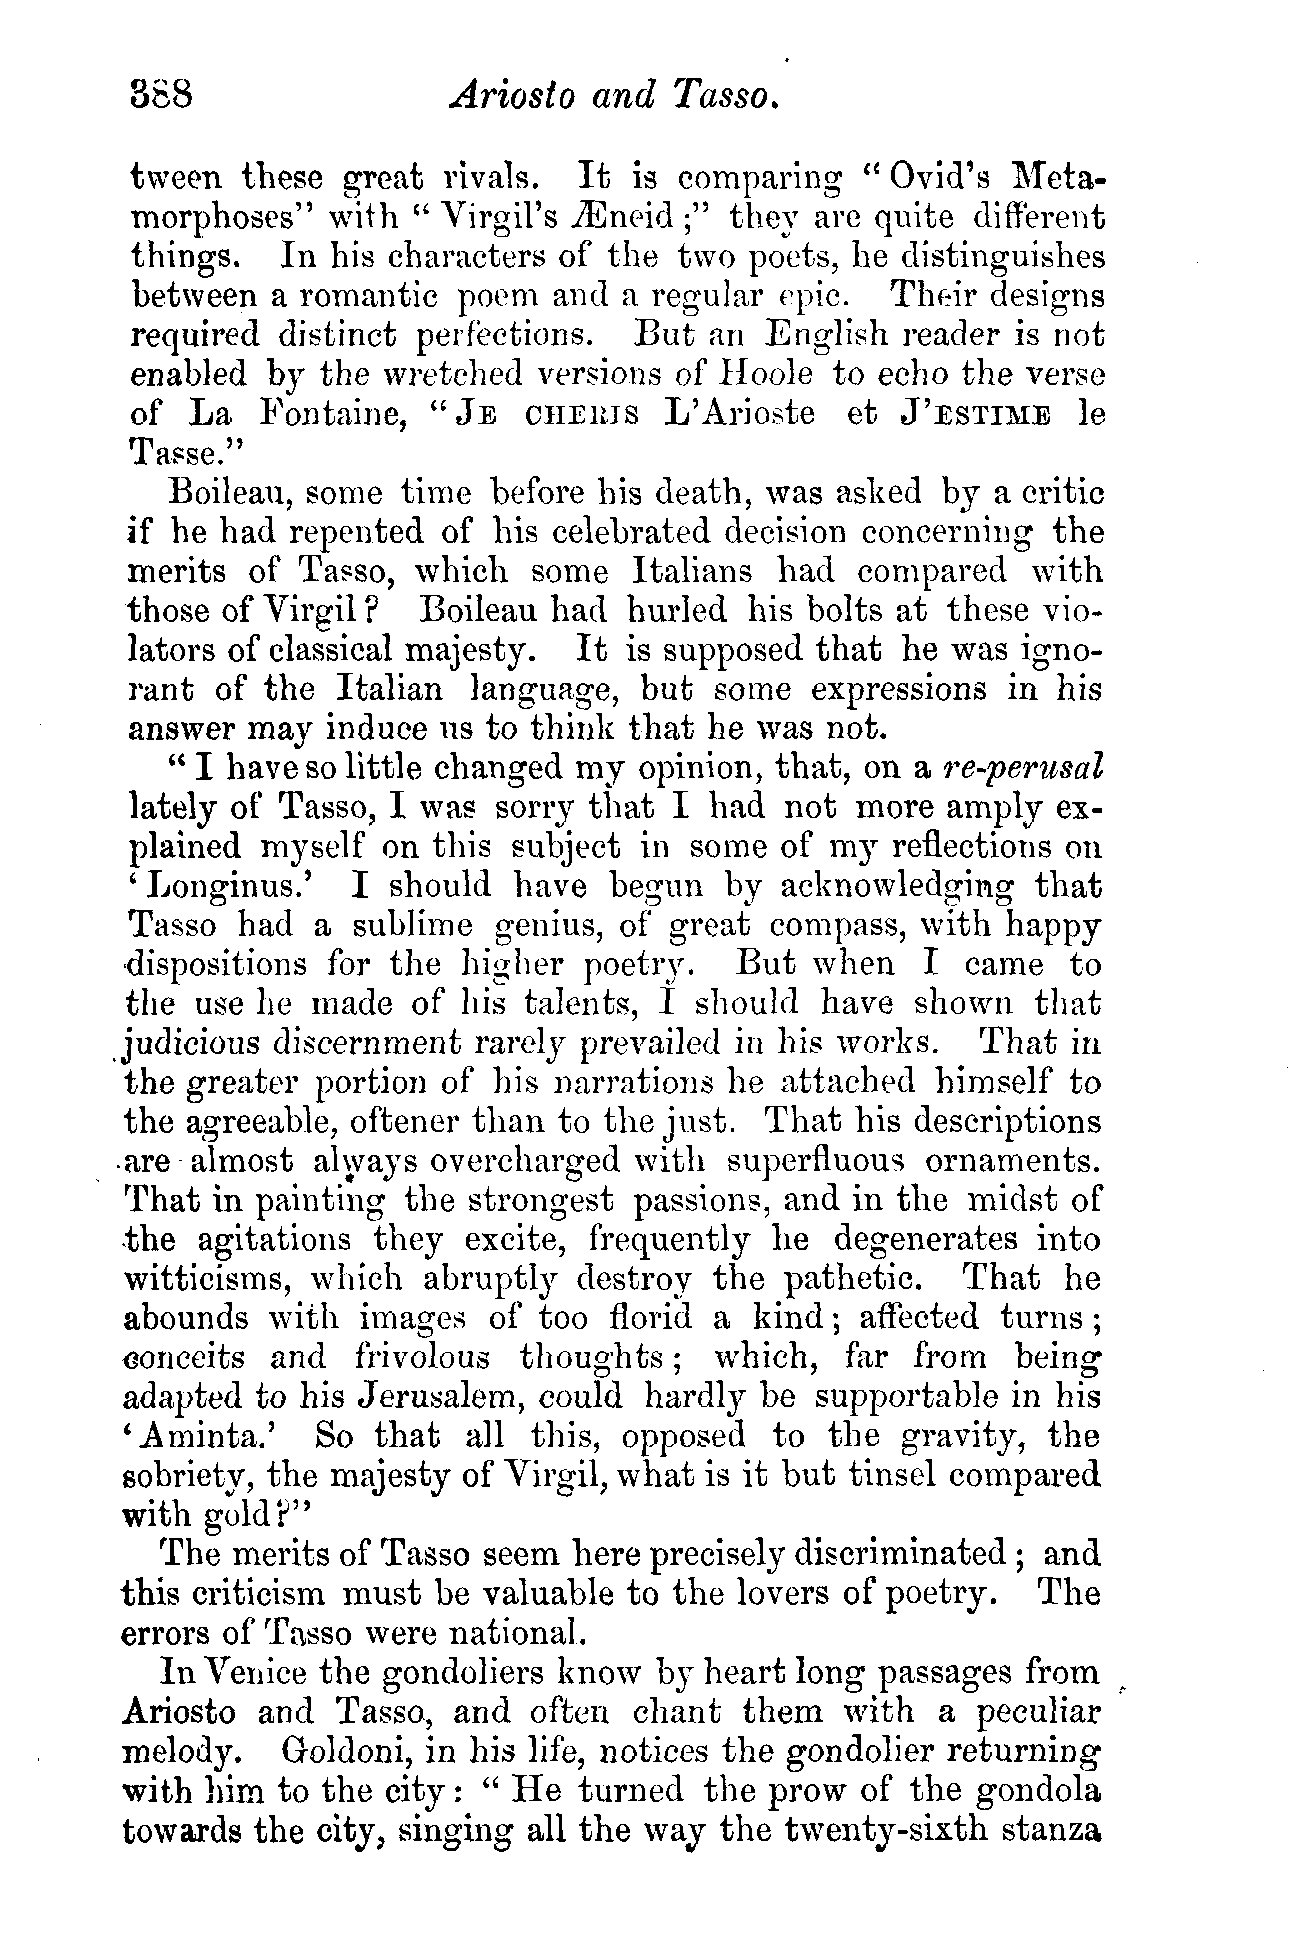 388 Ariosto and Tasso.
tween these great rivals. It is comparing “ Ovid’s Meta-
morphoses” with “ Virgil’s Æneid ;” they are quite different
things. In his characters of the two poets, he distinguishes
between a romantic poem and a regular epic. Their designs
required distinct perfections. But an English reader is not
enabled by the wretched versions of Hoole to echo the verse
of La Fontaine, “ JE CHERIS L’Arioste et J’ESTIME le
Tasse.”
Boileau, some time before his death, was asked by a critic
if he had repented of his celebrated decision concerning the
merits of Tasso, which some Italians had compared with
those of Virgil ? Boileau had hurled his bolts at these vio-
lators of classical majesty. It is supposed that he was igno-
rant of the Italian language, but some expressions in his
answer may induce us to think that he was not.
“ I have so little changed my opinion, that, on a re-perusal
lately of Tasso, I was sorry that I had not more amply ex-
plained myself on this subject in some of my reflections on
‘ Longinus.’ I should have begun by acknowledging that
Tasso had a sublime genius, of great compass, with happy
dispositions for the higher poetry. But when I came to
the use he made of his talents, I should have shown that
judicious discernment rarely prevailed in his works. That in
the greater portion of his narrations he attached himself to
the agreeable, oftener than to the just. That his descriptions
are almost always overcharged with superfluous ornaments.
That in painting the strongest passions, and in the midst of
the agitations they excite, frequently he degenerates into
witticisms, which abruptly destroy the pathetic. That he
abounds with images of too florid a kind ; affected turns ;
conceits and frivolous thoughts ; which, far from being
adapted to his Jerusalem, could hardly be supportable in his
‘ Aminta.’ So that all this, opposed to the gravity, the
sobriety, the majesty of Virgil, what is it but tinsel compared
with gold ?”
The merits of Tasso seem here precisely discriminated ; and
this criticism must be valuable to the lovers of poetry. The
errors of Tasso were national.
In Venice the gondoliers know by heart long passages from
Ariosto and Tasso, and often chant them with a peculiar
melody. Goldoni, in his life, notices the gondolier returning
with him to the city : “ He turned the prow of the gondola
towards the city, singing all the way the twenty-sixth stanza